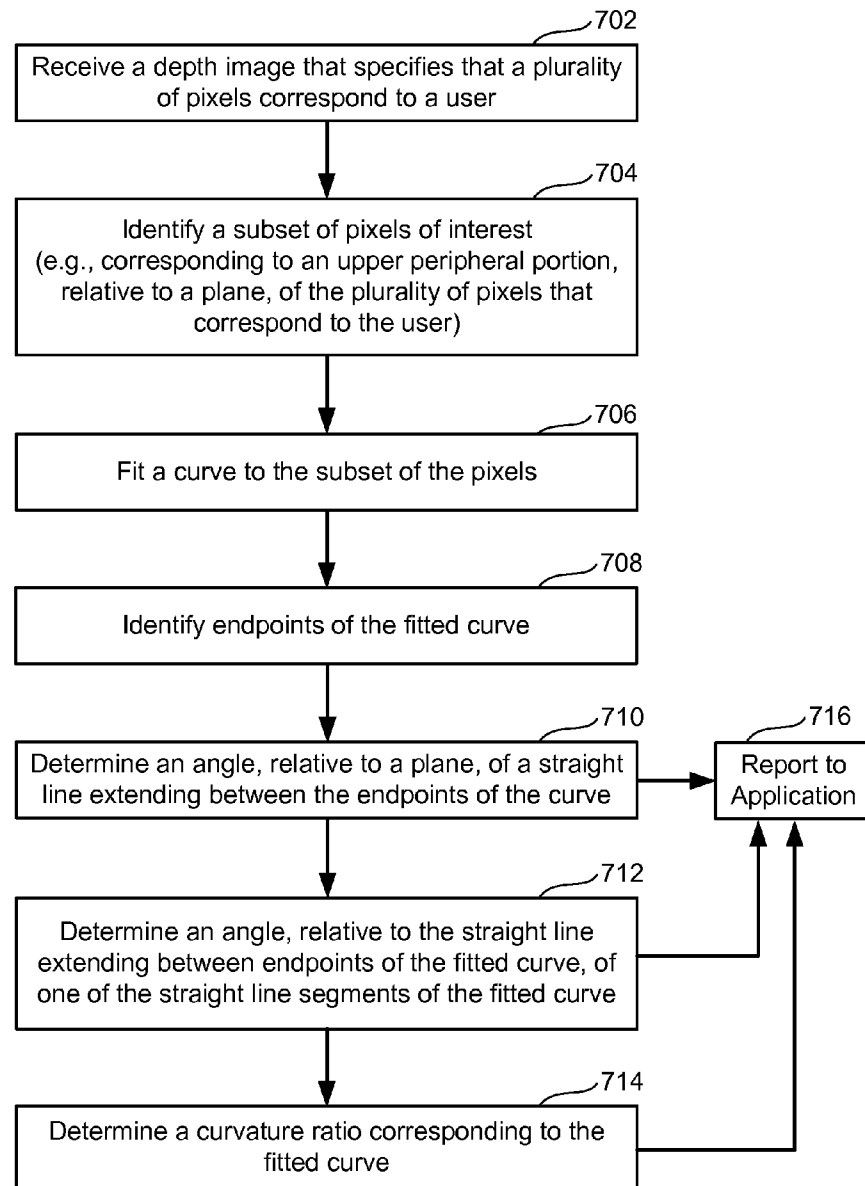 702
Receive a depth image that specifies that a plurality
of pixels correspond to a user
704
Identify a subset of pixels of interest
(e.g., corresponding to an upper peripheral portion,
relative to a plane, of the plurality of pixels that
correspond to the user)
706
Fit a curve to the subset of the pixels
708
Identify endpoints of the fitted curve
710
Determine an angle, relative to a plane, of a straight
line extending between the endpoints of the curve
716
Report to
Application
712
Determine an angle, relative to the straight line
extending between endpoints of the fitted curve, of
one of the straight line segments of the fitted curve
714
Determine a curvature ratio corresponding to the
fitted curve